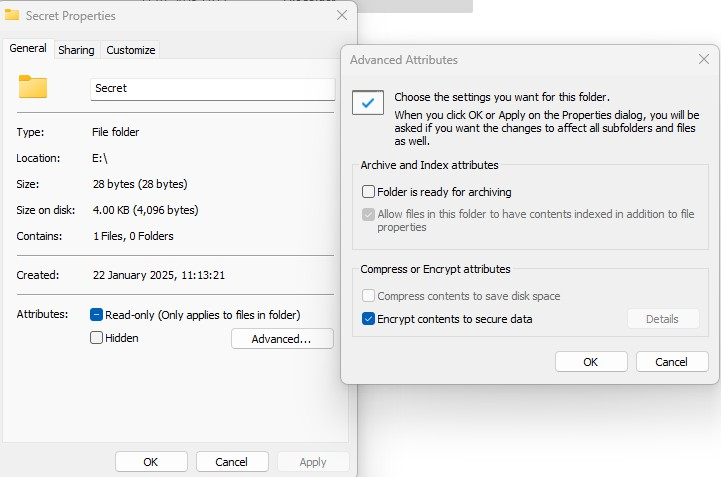 Secret Properties
General Sharing Customize
Secret
Type: File folder
Location: E:\
Size: 28 bytes (28 bytes)
Size on disk: 4.00 KB (4,096 bytes)
Contains: 1 Files, 0 Folders
Created: 22 January 2025, 11:13:21
Attributes: Read-only (Only applies to files in folder)
Hidden Advanced...
OK Cancel Apply
Advanced Attributes
Choose the settings you want for this folder.
When you click OK or Apply on the Properties dialog, you will be
asked if you want the changes to affect all subfolders and files
as well.
Archive and Index attributes
Folder is ready for archiving
Allow files in this folder to have contents indexed in addition to file
properties
Compress or Encrypt attributes
Compress contents to save disk space
Encrypt contents to secure data Details
OK Cancel